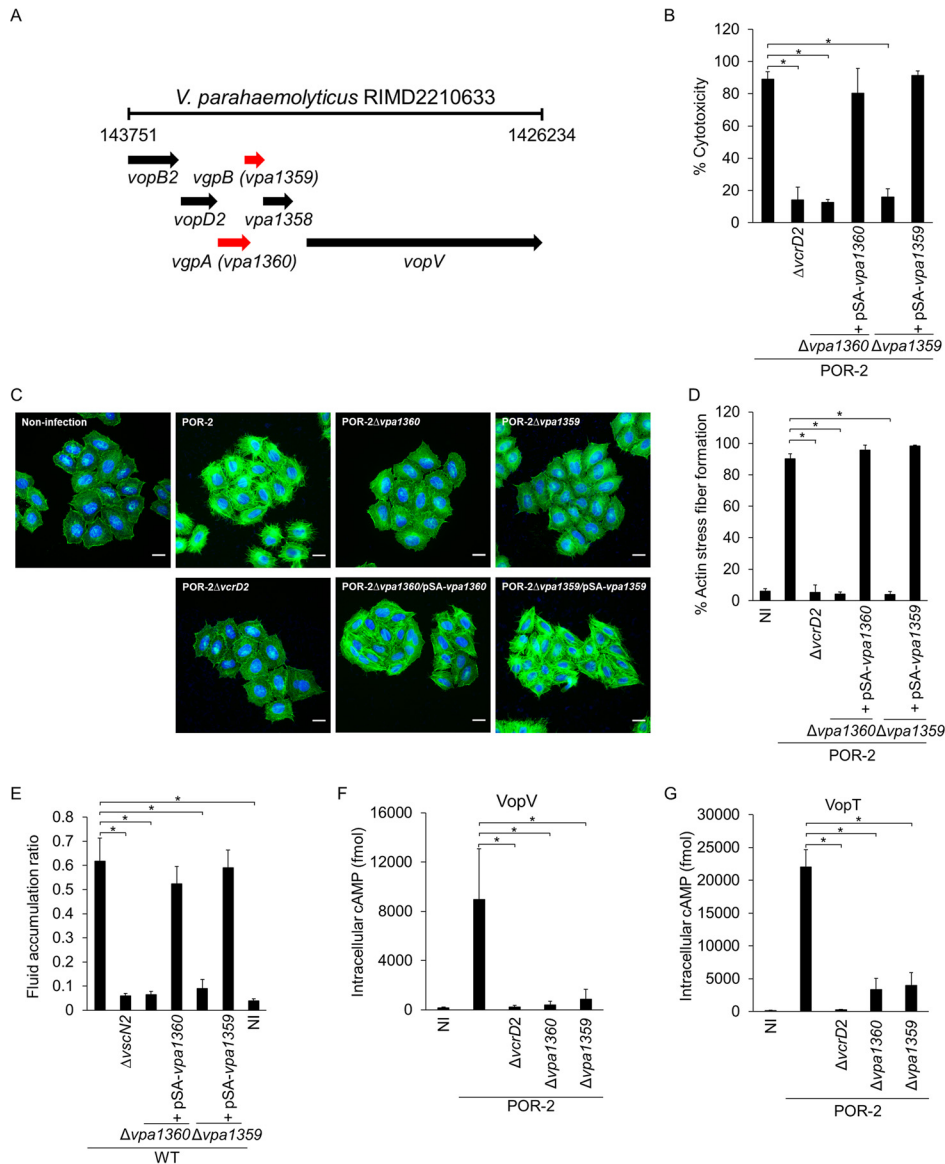 A
V. parahaemolyticus RIMD2210633
143751
1426234
vopB2
vgpB (vpa1359)
vopD2
vpa1358
vgpA (vpa1360)
vopV
B
% Cytotoxicity
120
100
80
60
40
20
0
*
*
*
ΔvcrD2
+ pSA-vpa1360
+ pSA-vpa1359
Δvpa1360
Δvpa1359
POR-2
C
Non-infection
POR-2
POR-2Δvpa1360
POR-2Δvpa1359
POR-2ΔvcrD2
POR-2Δvpa1360/pSA-vpa1360
POR-2Δvpa1359/pSA-vpa1359
D
% Actin stress fiber formation
120
100
80
60
40
20
0
*
*
*
NI
ΔvcrD2
+ pSA-vpa1360
+ pSA-vpa1359
Δvpa1360
Δvpa1359
POR-2
E
Fluid accumulation ratio
0.8
0.7
0.6
0.5
0.4
0.3
0.2
0.1
0
*
*
*
*
ΔvscN2
+ pSA-vpa1360
+ pSA-vpa1359
NI
Δvpa1360
Δvpa1359
WT
F
VopV
Intracellular cAMP (fmol)
16000
12000
8000
4000
0
*
*
*
NI
ΔvcrD2
Δvpa1360
Δvpa1359
POR-2
G
VopT
Intracellular cAMP (fmol)
30000
25000
20000
15000
10000
5000
0
*
*
*
NI
ΔvcrD2
Δvpa1360
Δvpa1359
POR-2